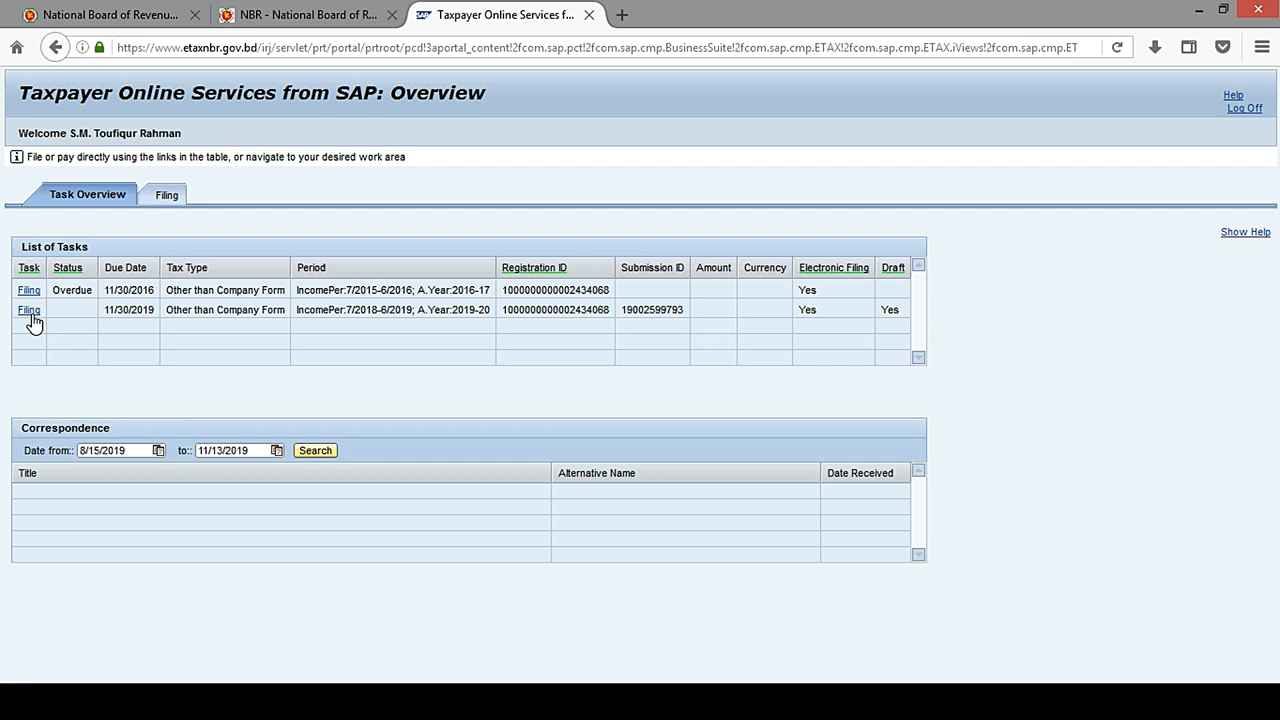 National Board of Revenu...
NBR - National Board of R...
SAP Taxpayer Online Services f...
https://www.etaxnbr.gov.bd/irj/servlet/prt/portal/prtroot/pcd!3aportal_content!2fcom.sap.pct!2fcom.sap.cmp.BusinessSuite!2fcom.sap.cmp.ETAX!2fcom.sap.cmp.ETAX.iViews!2fcom.sap.cmp.ET
Taxpayer Online Services from SAP: Overview
Help
Log Off
Welcome S.M. Toufiqur Rahman
File or pay directly using the links in the table, or navigate to your desired work area
Task Overview Filing
Show Help
List of Tasks
Task Status Due Date Tax Type Period Registration ID Submission ID Amount Currency Electronic Filing Draft
Filing Overdue 11/30/2016 Other than Company Form IncomePer:7/2015-6/2016; A.Year:2016-17 1000000000002434068 Yes
Filing 11/30/2019 Other than Company Form IncomePer:7/2018-6/2019; A.Year:2019-20 1000000000002434068 19002599793 Yes Yes
Correspondence
Date from:: 8/15/2019 to:: 11/13/2019 Search
Title Alternative Name Date Received